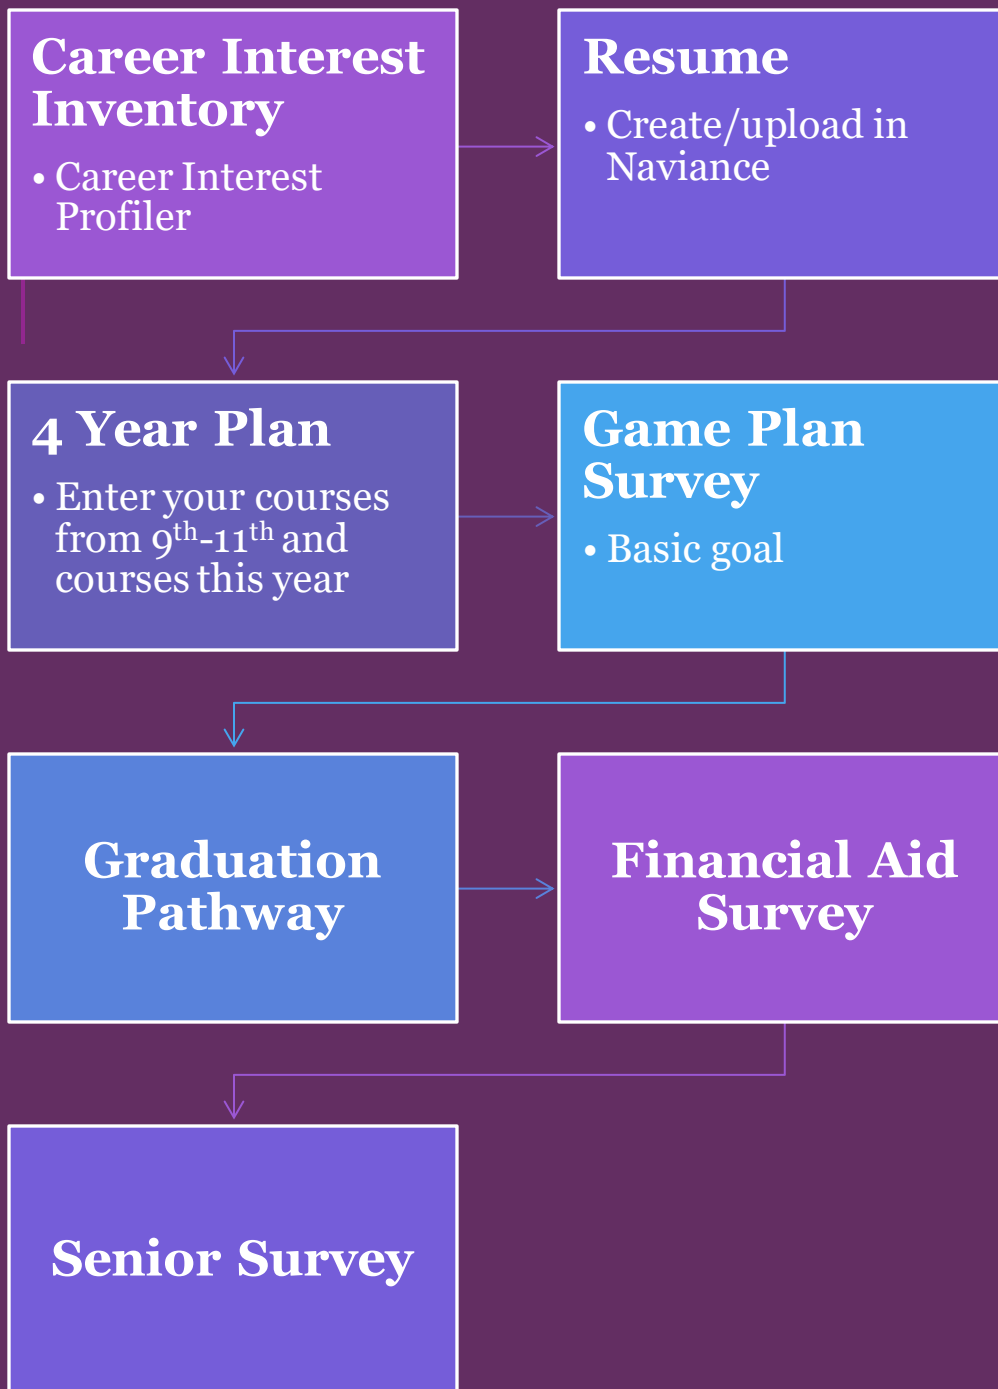 Career Interest
Inventory
• Career Interest
Profiler
Resume
• Create/upload in
Naviance
4 Year Plan
• Enter your courses
from 9th-11th and
courses this year
Game Plan
Survey
• Basic goal
Graduation
Pathway
Financial Aid
Survey
Senior Survey